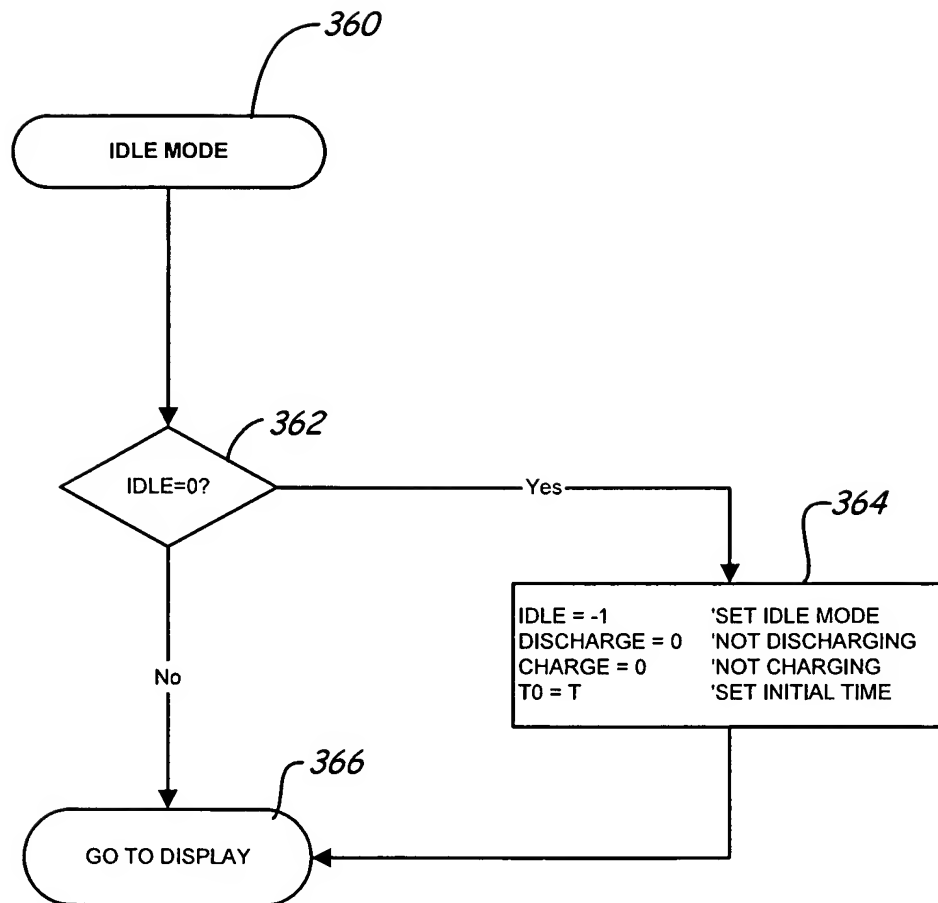 360
IDLE MODE
362
IDLE=0?
Yes
364
IDLE = -1 'SET IDLE MODE
DISCHARGE = 0 'NOT DISCHARGING
CHARGE = 0 'NOT CHARGING
T0 = T 'SET INITIAL TIME
No
366
GO TO DISPLAY